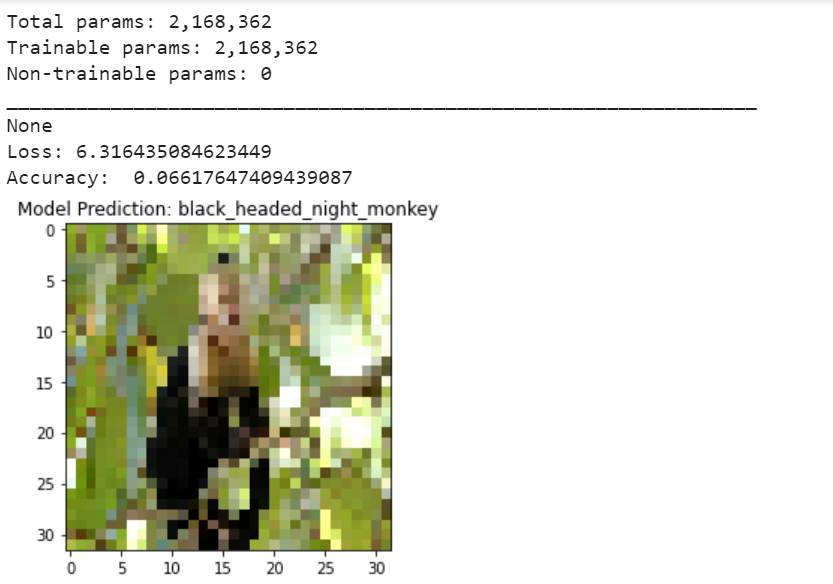 Total params: 2,168,362
Trainable params: 2,168,362
Non-trainable params: 0
None
Loss: 6.316435084623449
Accuracy:  0.06617647409439087
Model Prediction: black_headed_night_monkey
0
5
10
15
20
25
30
0 5 10 15 20 25 30